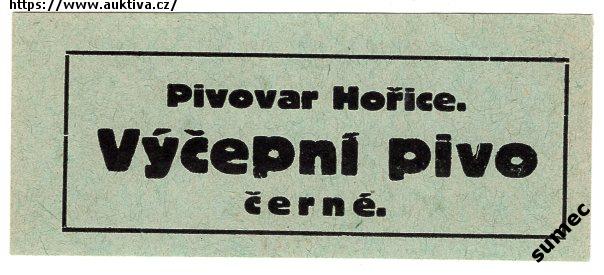 https://www.auktiva.cz/
Pivovar Hořice.
Výčepní pivo
černé.
sumec